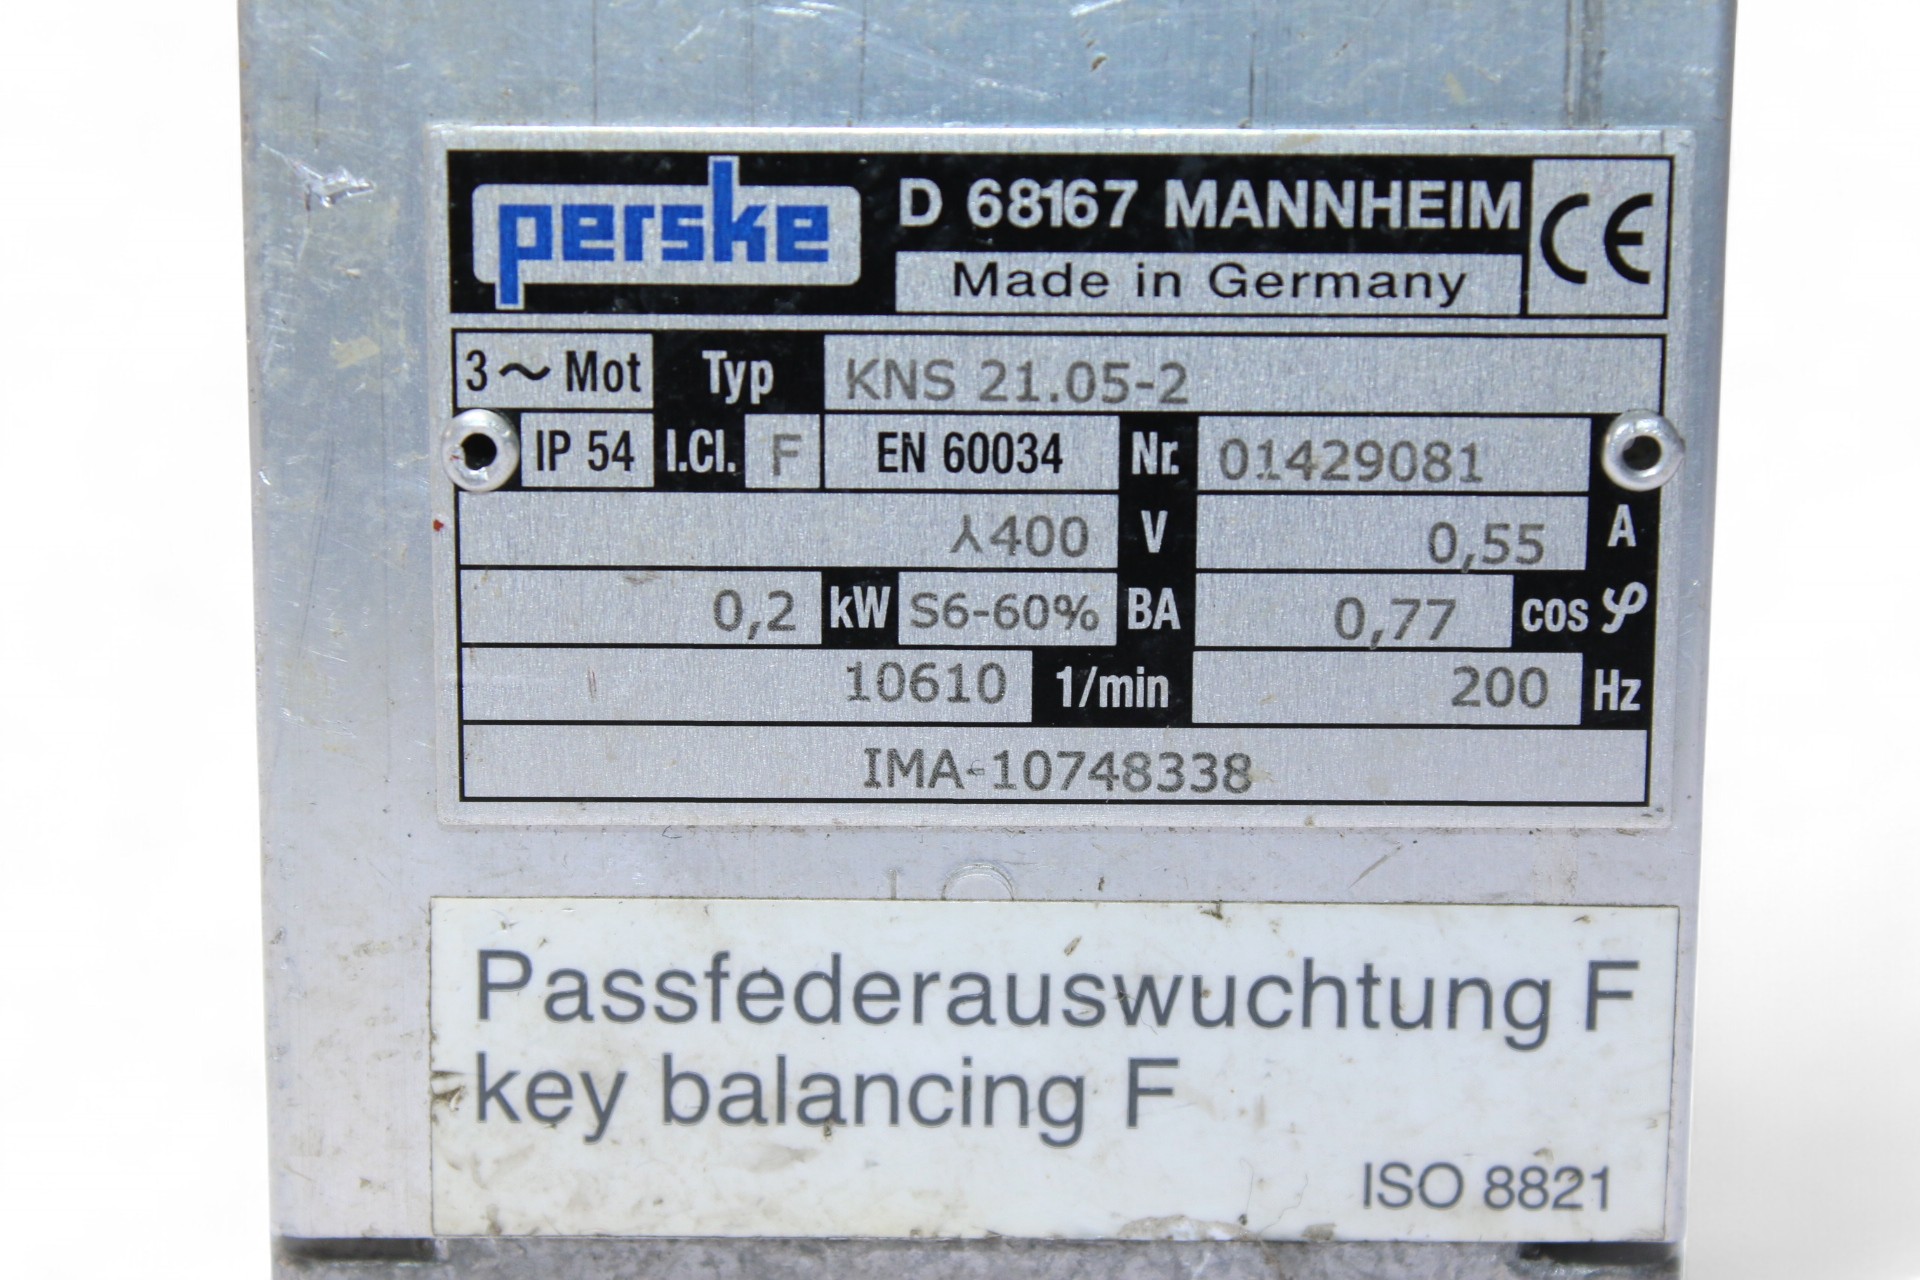 perske D 68167 MANNHEIM CE
Made in Germany
3 ~ Mot Typ KNS 21.05-2
IP 54 I.Cl. F EN 60034 Nr. 01429081
⅄400 V 0,55 A
0,2 kW S6-60% BA 0,77 cos φ
10610 1/min 200 Hz
IMA-10748338
Passfederauswuchtung F
key balancing F
ISO 8821